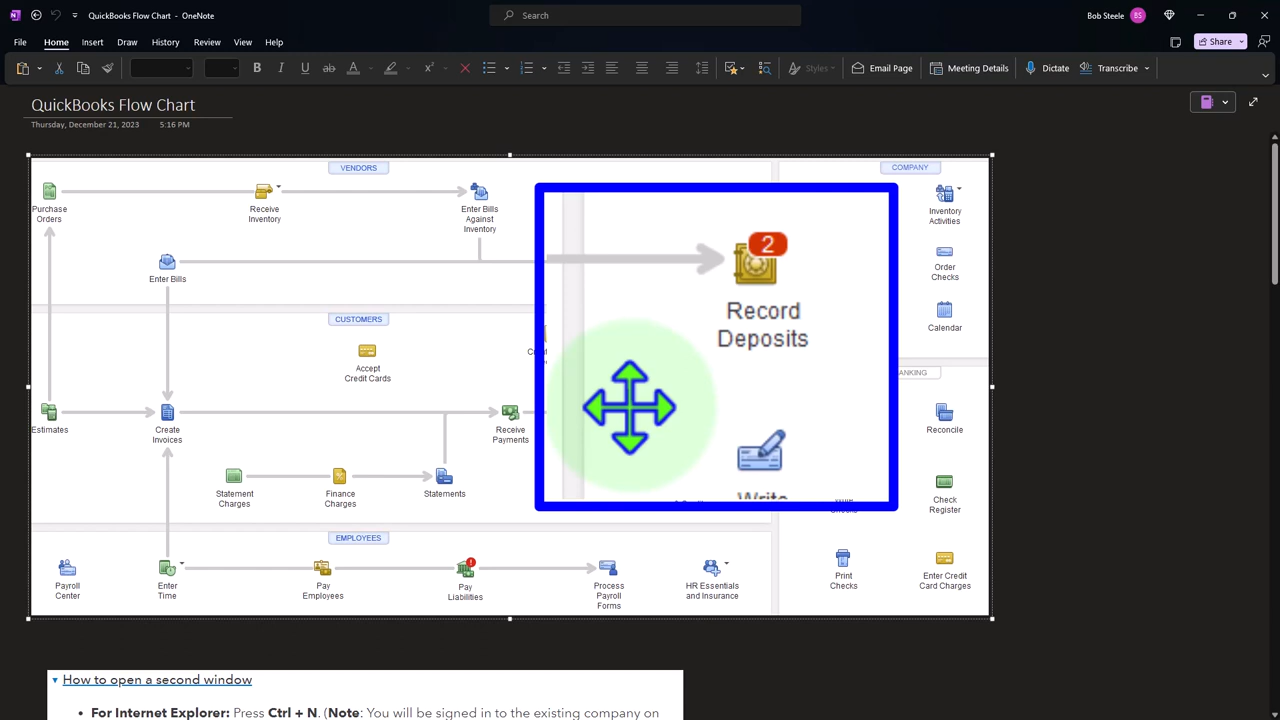 QuickBooks Flow Chart - OneNote
Search
Bob Steele
BS
File Home Insert Draw History Review View Help
Share
B I U ab A x
Styles
Email Page
Meeting Details
Dictate
Transcribe
QuickBooks Flow Chart
Thursday, December 21, 2023 5:16 PM
VENDORS
COMPANY
Purchase
Orders
Receive
Inventory
Enter Bills
Against
Inventory
Inventory
Activities
Enter Bills
Order
Checks
Calendar
2
Record
Deposits
CUSTOMERS
Accept
Credit Cards
Estimates
Create
Invoices
Receive
Payments
Reconcile
Statement
Charges
Finance
Charges
Statements
Check
Register
EMPLOYEES
Payroll
Center
Enter
Time
Pay
Employees
Pay
Liabilities
Process
Payroll
Forms
HR Essentials
and Insurance
Print
Checks
Enter Credit
Card Charges
How to open a second window
• For Internet Explorer: Press Ctrl + N. (Note: You will be signed in to the existing company on